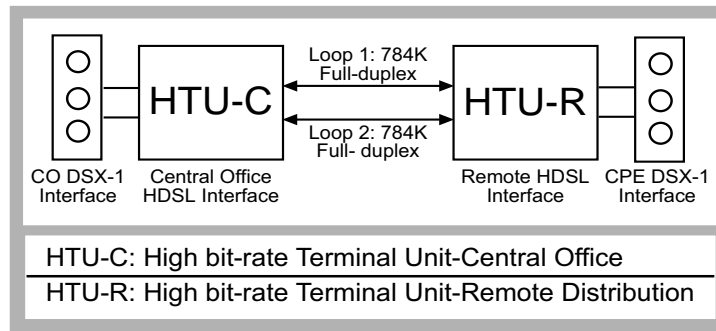 Loop 1: 784K
Full-duplex
HTU-C
HTU-R
Loop 2: 784K
Full- duplex
CO DSX-1
Interface
Central Office
HDSL Interface
Remote HDSL
Interface
CPE DSX-1
Interface
HTU-C: High bit-rate Terminal Unit-Central Office
HTU-R: High bit-rate Terminal Unit-Remote Distribution